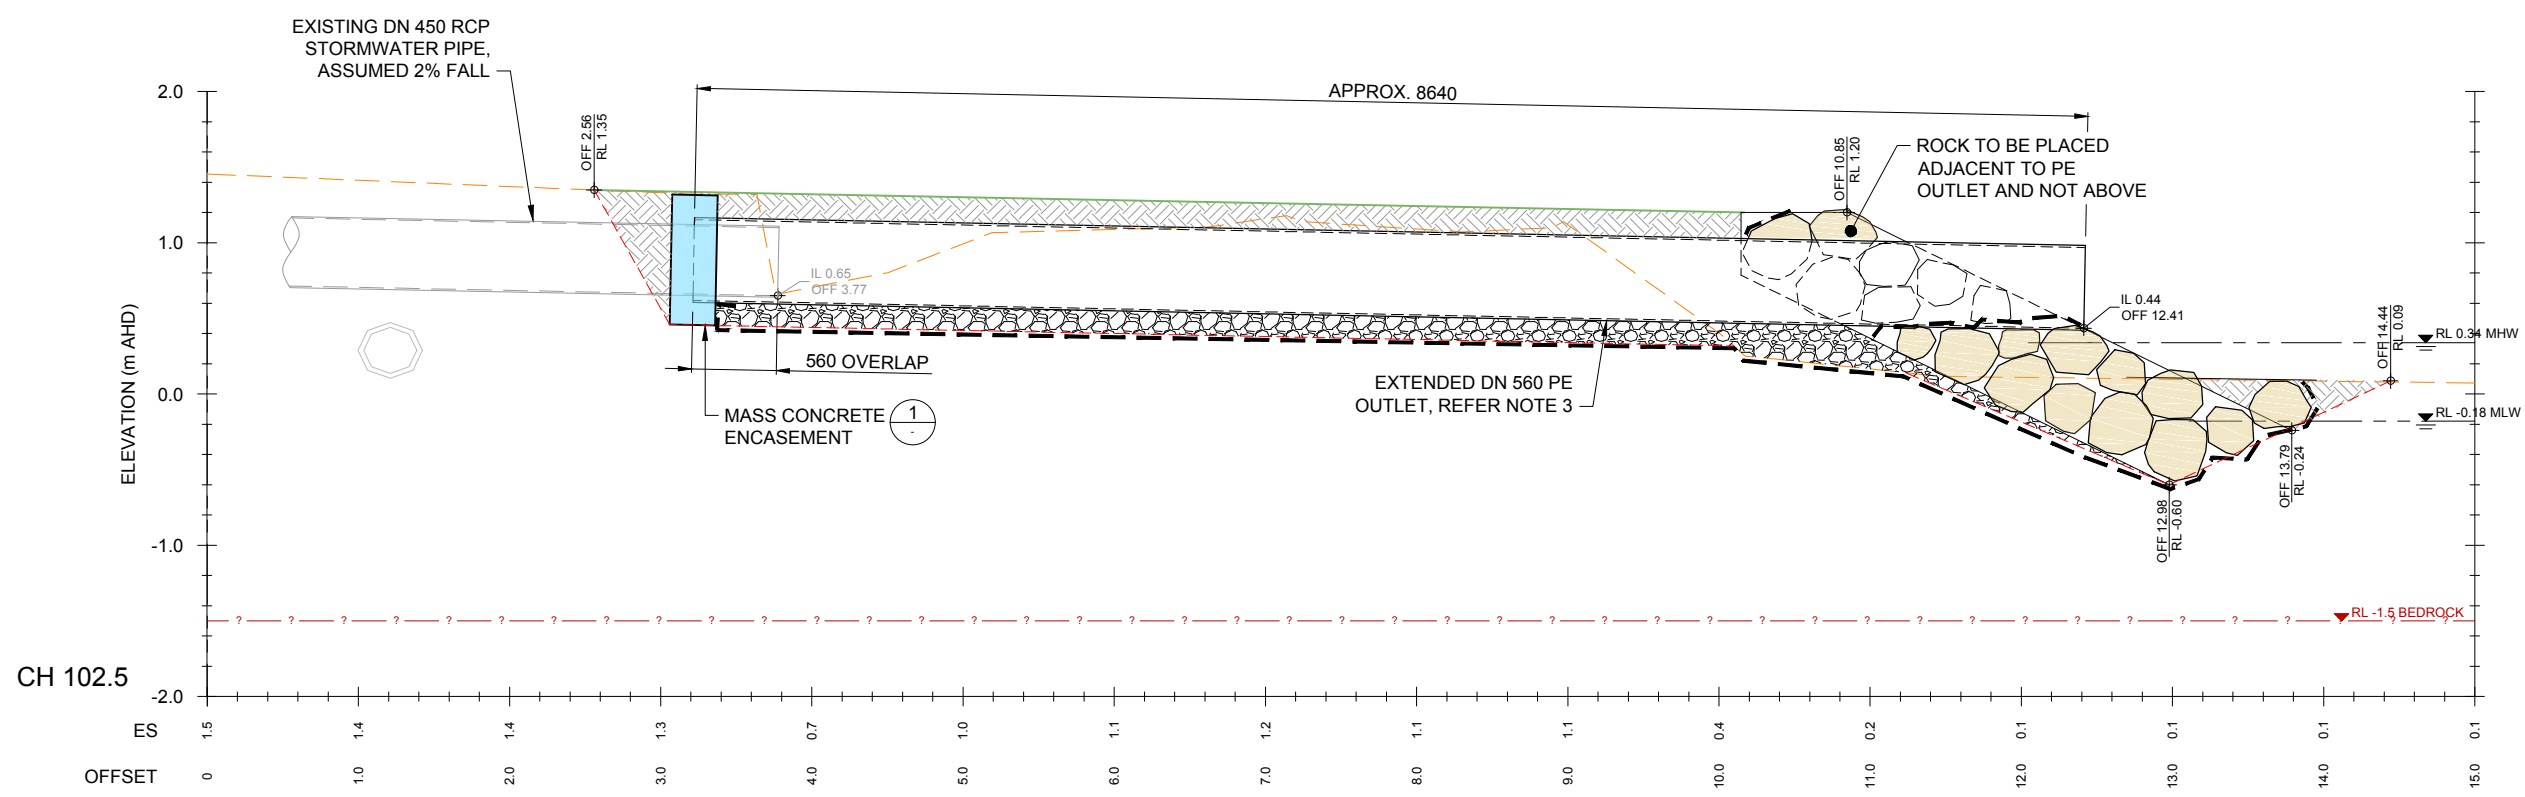 EXISTING DN 450 RCP
STORMWATER PIPE,
ASSUMED 2% FALL
APPROX. 8640
OFF 2.56
RL 1.35
OFF 10.85
RL 1.20
ROCK TO BE PLACED
ADJACENT TO PE
OUTLET AND NOT ABOVE
2.0
1.0
0.0
-1.0
-2.0
ELEVATION (m AHD)
IL 0.65
OFF 3.77
IL 0.44
OFF 12.41
OFF 14.44
RL 0.09
RL 0.34 MHW
560 OVERLAP
EXTENDED DN 560 PE
OUTLET, REFER NOTE 3
MASS CONCRETE
ENCASEMENT
1
-
RL -0.18 MLW
OFF 13.79
RL -0.24
OFF 12.98
RL -0.60
RL -1.5 BEDROCK
? ? ? ? ? ? ? ? ? ? ? ? ? ? ? ? ? ? ? ? ? ? ? ? ? ? ? ? ? ? ? ? ? ? ? ? ? ? ? ? ? ? ?
CH 102.5
ES 1.5 1.4 1.4 1.3 0.7 1.0 1.1 1.2 1.1 1.1 0.4 0.2 0.1 0.1 0.1 0.1
OFFSET 0 1.0 2.0 3.0 4.0 5.0 6.0 7.0 8.0 9.0 10.0 11.0 12.0 13.0 14.0 15.0